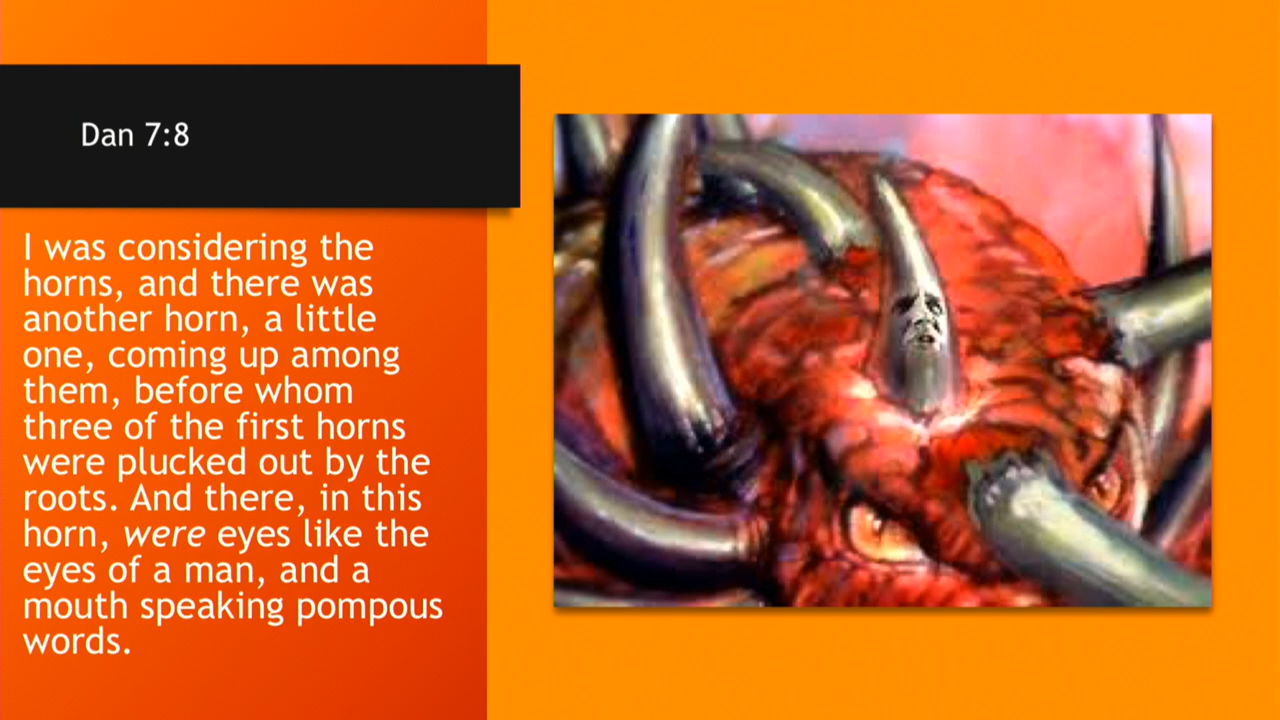 Dan 7:8
I was considering the
horns, and there was
another horn, a little
one, coming up among
them, before whom
three of the first horns
were plucked out by the
roots. And there, in this
horn, were eyes like the
eyes of a man, and a
mouth speaking pompous
words.